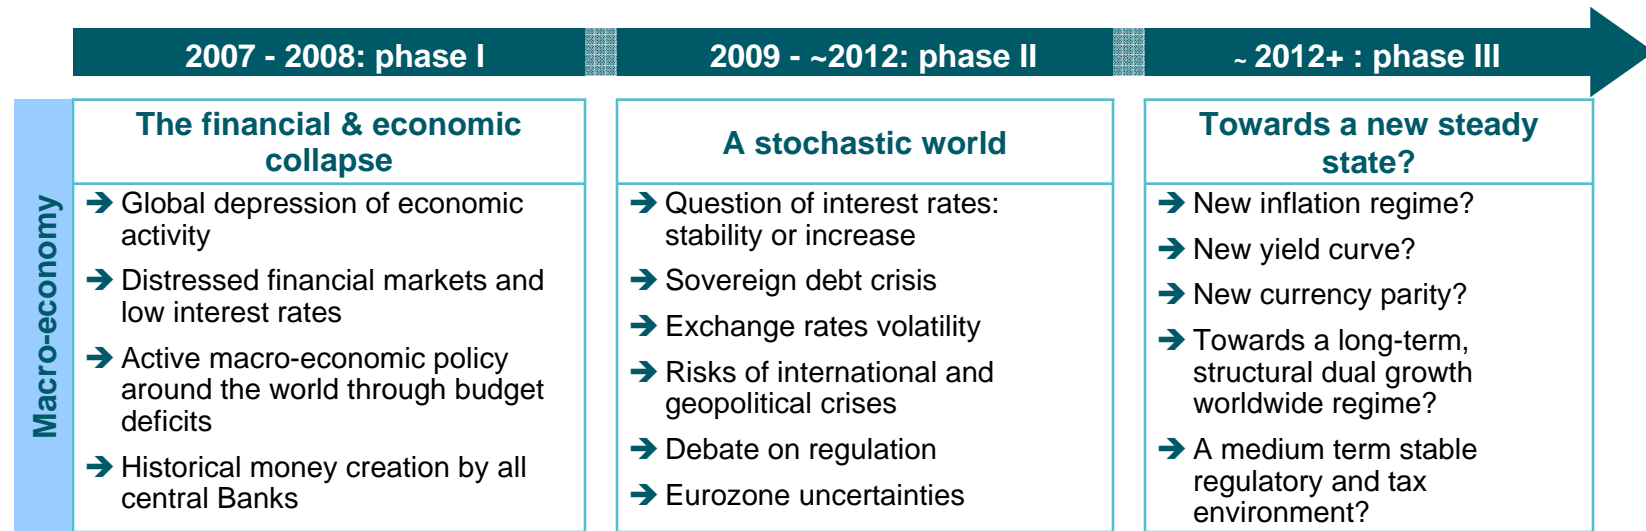 2007 - 2008: phase I
2009 - ~2012: phase II
~ 2012+ : phase III
Macro-economy
The financial & economic
collapse
➔ Global depression of economic
activity
➔ Distressed financial markets and
low interest rates
➔ Active macro-economic policy
around the world through budget
deficits
➔ Historical money creation by all
central Banks
A stochastic world
➔ Question of interest rates:
stability or increase
➔ Sovereign debt crisis
➔ Exchange rates volatility
➔ Risks of international and
geopolitical crises
➔ Debate on regulation
➔ Eurozone uncertainties
Towards a new steady
state?
➔ New inflation regime?
➔ New yield curve?
➔ New currency parity?
➔ Towards a long-term,
structural dual growth
worldwide regime?
➔ A medium term stable
regulatory and tax
environment?